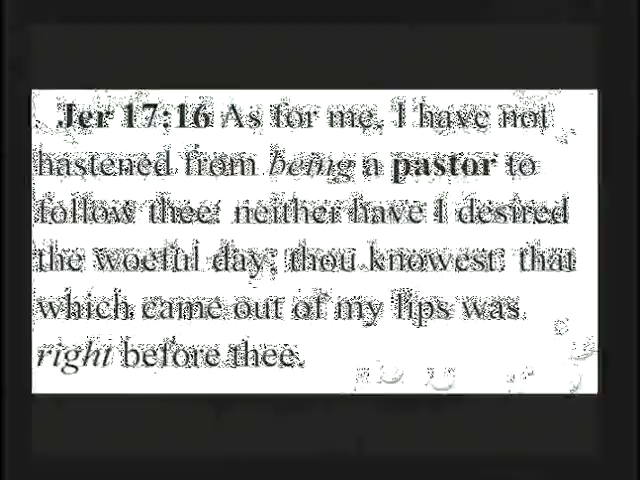 Jer 17:16 As for me, I have not
hastened from being a pastor to
follow thee: neither have I desired
the woeful day; thou knowest: that
which came out of my lips was
right before thee.